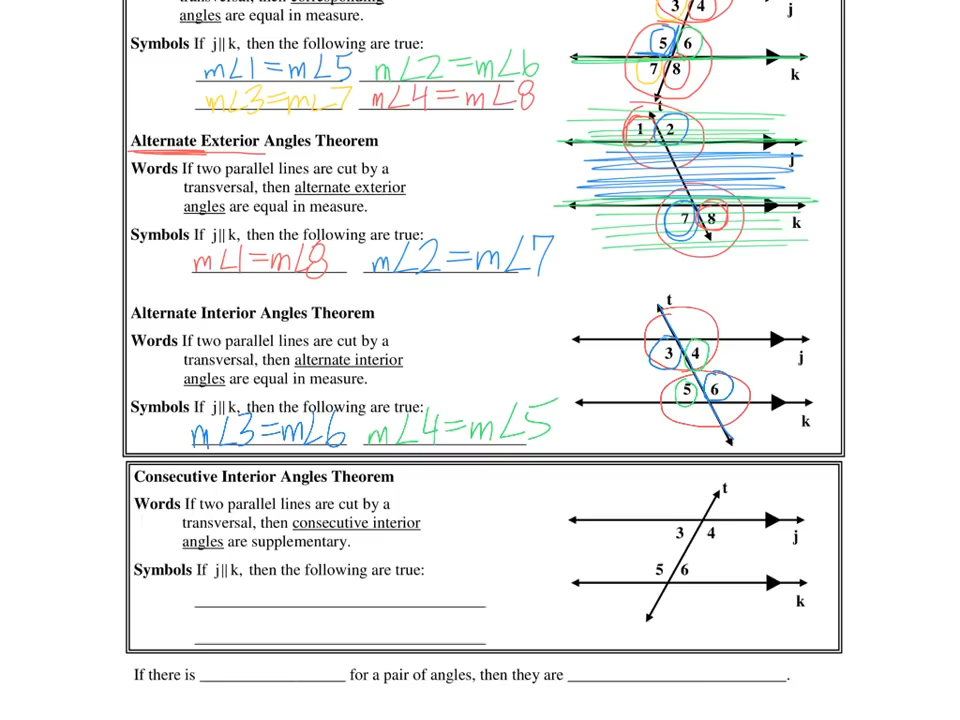 angles are equal in measure.
3 4
j
Symbols If j||k, then the following are true:
5 6
m∠1=m∠5 m∠2=m∠6
7 8
k
m∠3=m∠7 m∠4=m∠8
t
Alternate Exterior Angles Theorem
1 2
j
Words If two parallel lines are cut by a
transversal, then alternate exterior
angles are equal in measure.
7 8
k
Symbols If j||k, then the following are true:
m∠1=m∠8 m∠2=m∠7
t
Alternate Interior Angles Theorem
Words If two parallel lines are cut by a
transversal, then alternate interior
angles are equal in measure.
3 4
j
5 6
k
Symbols If j||k, then the following are true:
m∠3=m∠6 m∠4=m∠5
Consecutive Interior Angles Theorem
t
Words If two parallel lines are cut by a
transversal, then consecutive interior
angles are supplementary.
3 4
j
Symbols If j||k, then the following are true:
5 6
k
If there is __________________ for a pair of angles, then they are ___________________________.